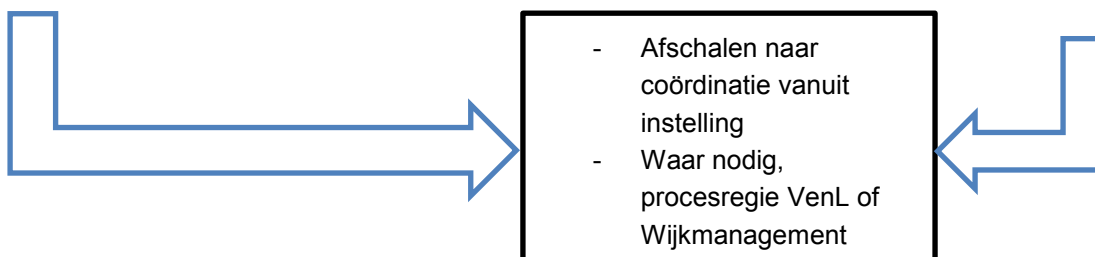 - Afschalen naar
coördinatie vanuit
instelling
- Waar nodig,
procesregie VenL of
Wijkmanagement